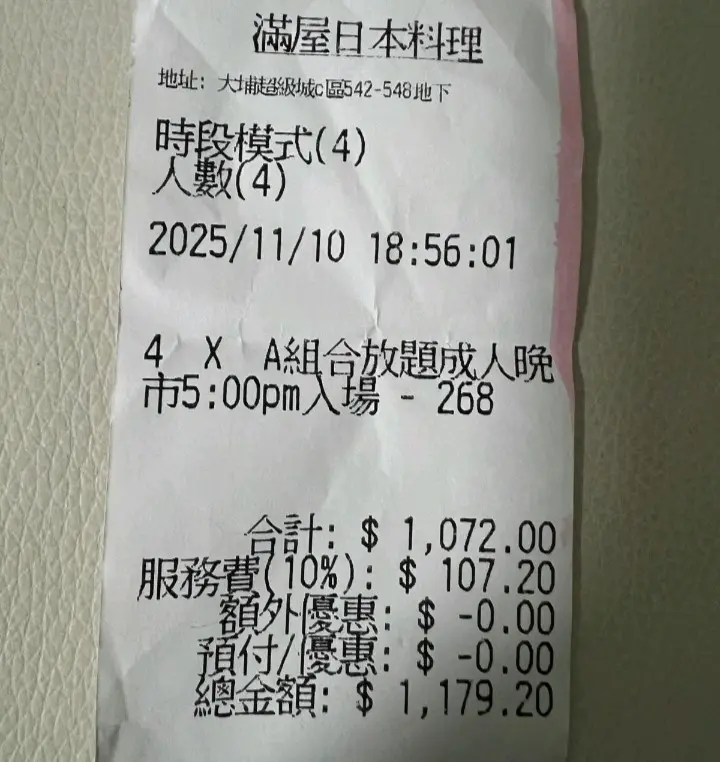 滿屋日本料理
地址: 大埔超級城c區542-548地下
時段模式(4)
人數(4)
2025/11/10 18:56:01
4 X A組合放題成人晚
市5:00pm入場 - 268
合計: $ 1,072.00
服務費(10%): $ 107.20
額外優惠: $ -0.00
預付/優惠: $ -0.00
總金額: $ 1,179.20